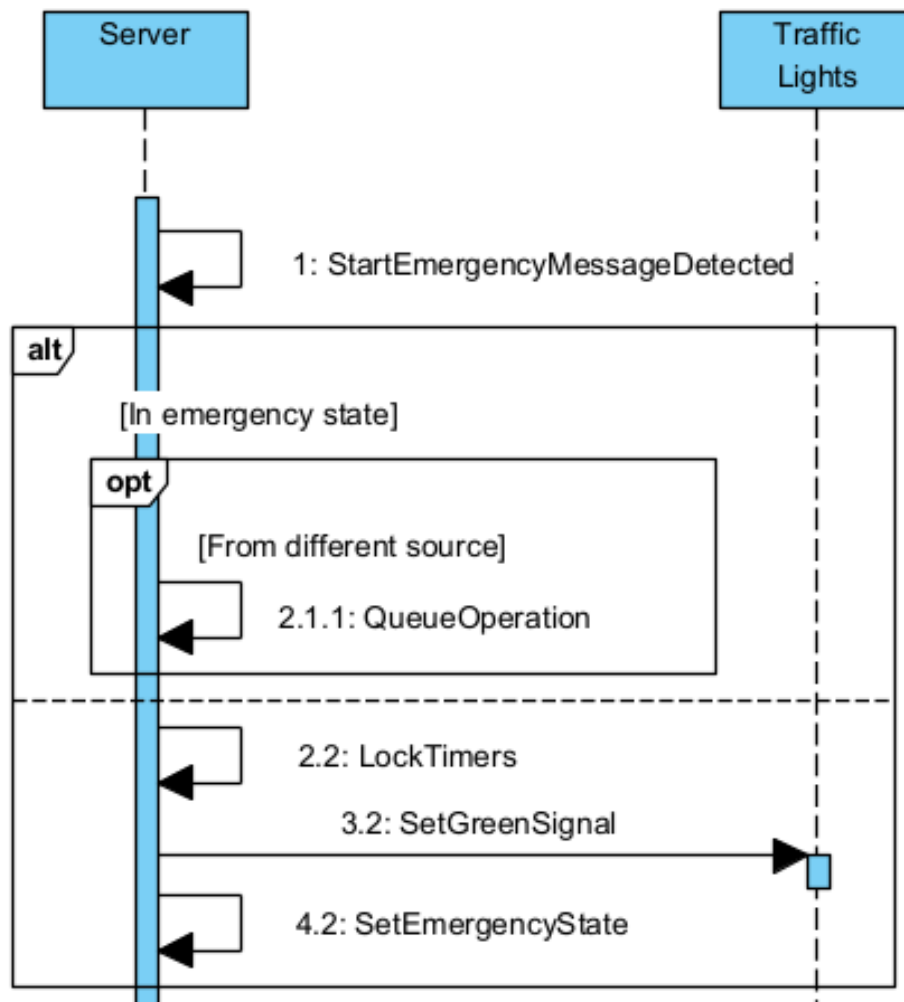 Server
Traffic
Lights
1: StartEmergencyMessageDetected
alt
[In emergency state]
opt
[From different source]
2.1.1: QueueOperation
2.2: LockTimers
3.2: SetGreenSignal
4.2: SetEmergencyState